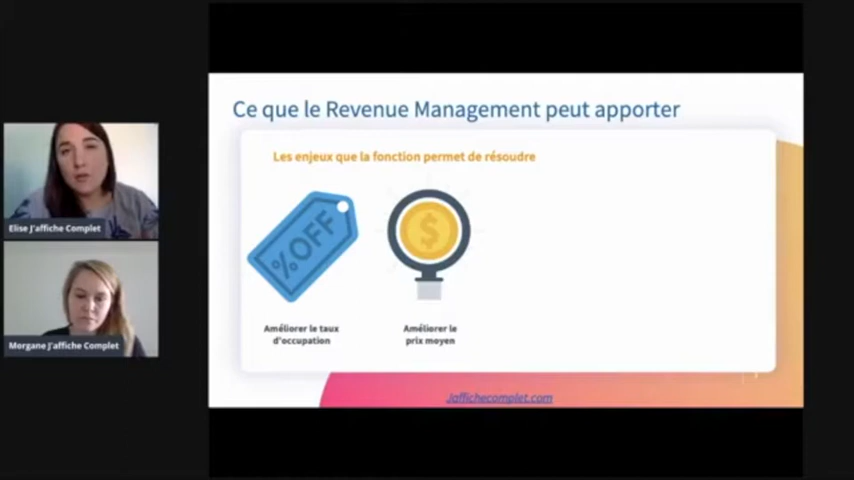 Ce que le Revenue Management peut apporter
Les enjeux que la fonction permet de résoudre
%OFF
$
Améliorer le taux
d'occupation
Améliorer le
prix moyen
Jaffichecomplet.com
Elise J'affiche Complet
Morgane J'affiche Complet